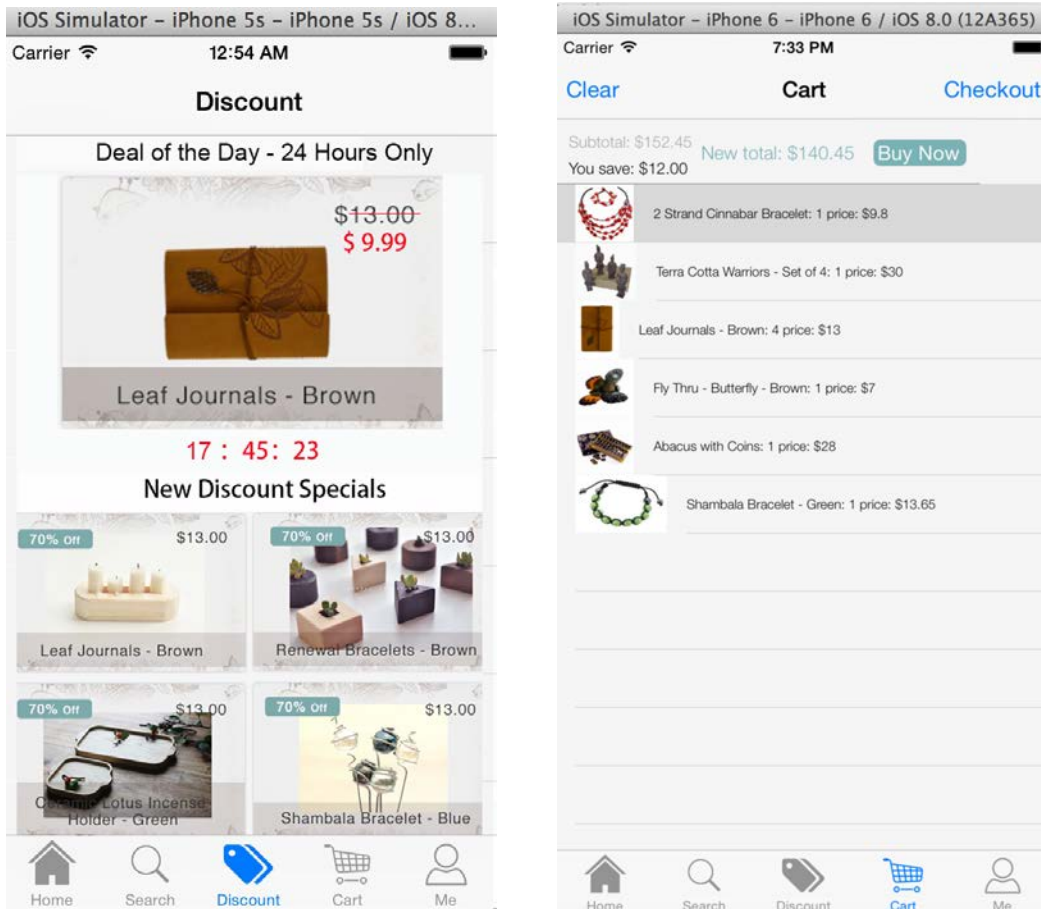 iOS Simulator – iPhone 5s – iPhone 5s / iOS 8...
Carrier
12:54 AM
Discount
Deal of the Day - 24 Hours Only
$13.00
$ 9.99
Leaf Journals - Brown
17 : 45: 23
New Discount Specials
70% Off
$13.00
Leaf Journals - Brown
70% Off
$13.00
Renewal Bracelets - Brown
70% Off
$13.00
Ceramic Lotus Incense
Holder - Green
70% Off
$13.00
Shambala Bracelet - Blue
Home
Search
Discount
Cart
Me
iOS Simulator – iPhone 6 – iPhone 6 / iOS 8.0 (12A365)
Carrier
7:33 PM
Clear
Cart
Checkout
Subtotal: $152.45
You save: $12.00
New total: $140.45
Buy Now
2 Strand Cinnabar Bracelet: 1 price: $9.8
Terra Cotta Warriors - Set of 4: 1 price: $30
Leaf Journals - Brown: 4 price: $13
Fly Thru - Butterfly - Brown: 1 price: $7
Abacus with Coins: 1 price: $28
Shambala Bracelet - Green: 1 price: $13.65
Home
Search
Discount
Cart
Me